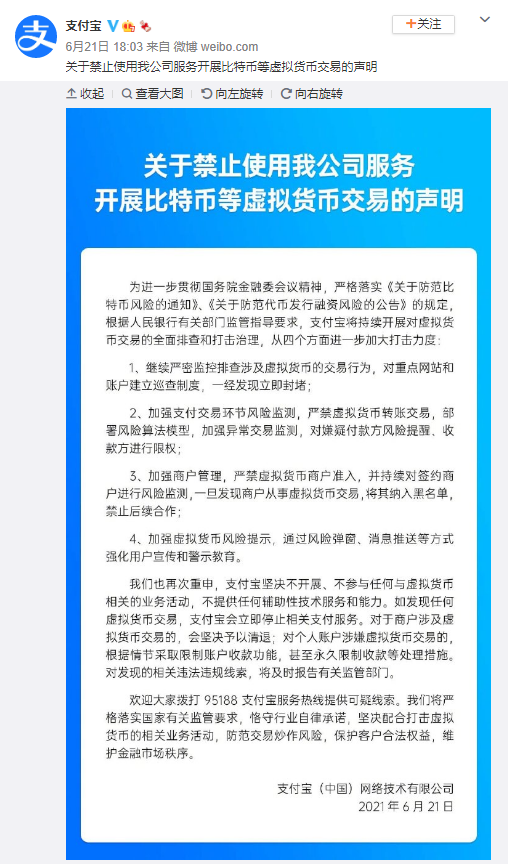 支付宝
+关注
6月21日 18:03 来自 微博 weibo.com
关于禁止使用我公司服务开展比特币等虚拟货币交易的声明
收起 查看大图 向左旋转 向右旋转
关于禁止使用我公司服务
开展比特币等虚拟货币交易的声明
为进一步贯彻国务院金融委会议精神，严格落实《关于防范比
特币风险的通知》、《关于防范代币发行融资风险的公告》的规定，
根据人民银行有关部门监管指导要求，支付宝将持续开展对虚拟货
币交易的全面排查和打击治理，从四个方面进一步加大打击力度：
1、继续严密监控排查涉及虚拟货币的交易行为，对重点网站和
账户建立巡查制度，一经发现立即封堵；
2、加强支付交易环节风险监测，严禁虚拟货币转账交易，部
署风险算法模型，加强异常交易监测，对嫌疑付款方风险提醒、收
款方进行限权；
3、加强商户管理，严禁虚拟货币商户准入，并持续对签约商
户进行风险监测，一旦发现商户从事虚拟货币交易，将其纳入黑名单，
禁止后续合作；
4、加强虚拟货币风险提示，通过风险弹窗、消息推送等方式
强化用户宣传和警示教育。
我们也再次重申，支付宝坚决不开展、不参与任何与虚拟货币
相关的业务活动，不提供任何辅助性技术服务和能力。如发现任何
虚拟货币交易，支付宝会立即停止相关支付服务。对于商户涉及虚
拟货币交易的，会坚决予以清退；对个人账户涉嫌虚拟货币交易的，
根据情节采取限制账户收款功能，甚至永久限制收款等处理措施。
对发现的相关违法违规线索，将及时报告有关监管部门。
欢迎大家拨打 95188 支付宝服务热线提供可疑线索。我们将严
格落实国家有关监管要求，恪守行业自律承诺，坚决配合打击虚拟
货币的相关业务活动，防范交易炒作风险，保护客户合法权益，维
护金融市场秩序。
支付宝（中国）网络技术有限公司
2021 年 6 月 21 日